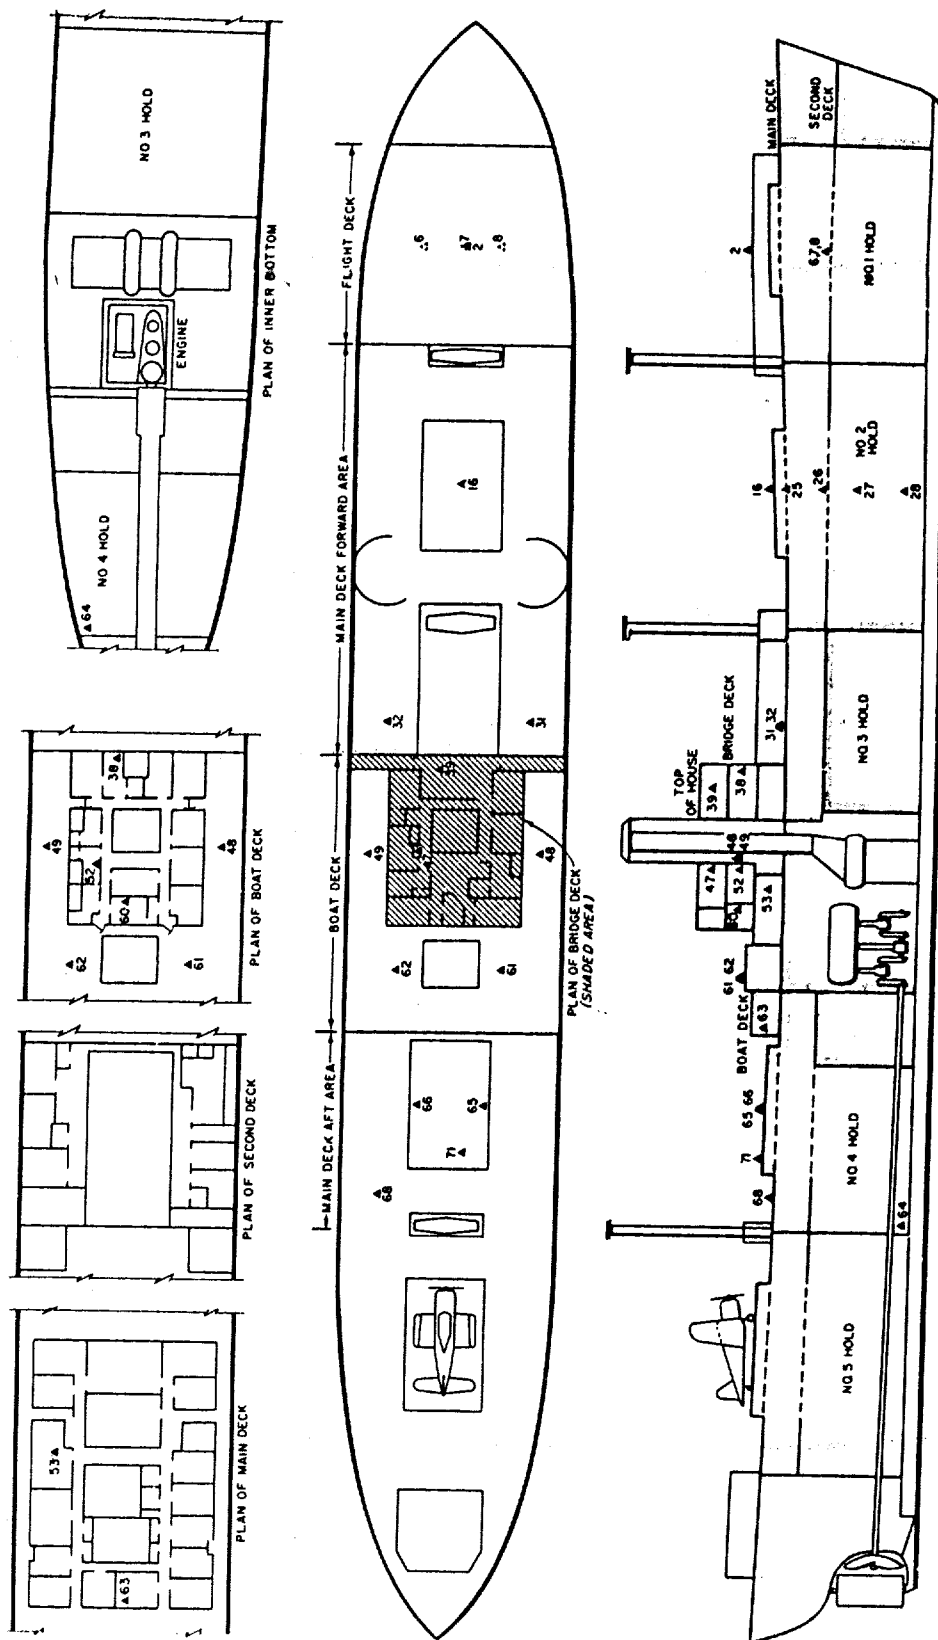 NO 3 HOLD
ENGINE
NO 4 HOLD
64
PLAN OF INNER BOTTOM
38
49
52
48
60
62
61
PLAN OF BOAT DECK
PLAN OF SECOND DECK
53
63
PLAN OF MAIN DECK
FLIGHT DECK
6
7
2
8
MAIN DECK FORWARD AREA
16
32
31
BOAT DECK
39
49
47
48
62
61
PLAN OF BRIDGE DECK
(SHADED AREA)
MAIN DECK AFT AREA
66
65
71
68
MAIN DECK
SECOND
DECK
2
6,7,8
NO.1 HOLD
16
25
26
NO.2
HOLD
27
28
BRIDGE DECK
31,32
NO.3 HOLD
TOP
OF HOUSE
39
38
48
49
47
52
53
60
61 62
BOAT DECK
63
65 66
71
NO.4 HOLD
68
64
NO.5 HOLD